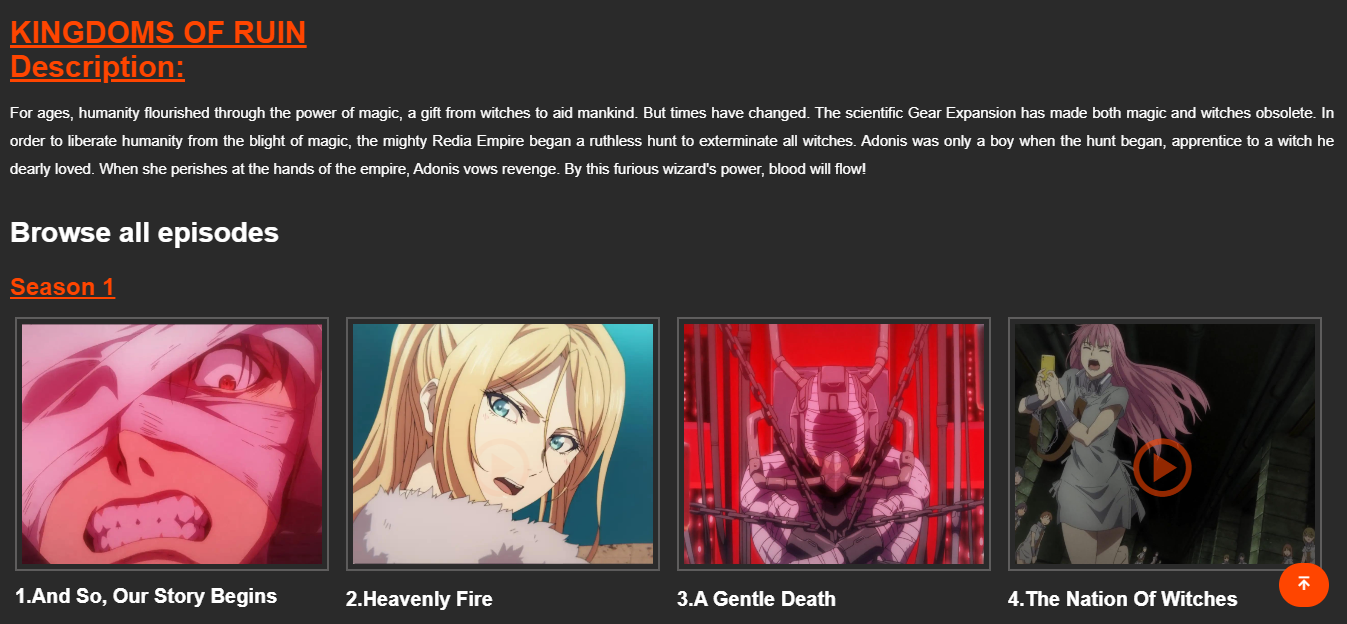 KINGDOMS OF RUIN
Description:
For ages, humanity flourished through the power of magic, a gift from witches to aid mankind. But times have changed. The scientific Gear Expansion has made both magic and witches obsolete. In
order to liberate humanity from the blight of magic, the mighty Redia Empire began a ruthless hunt to exterminate all witches. Adonis was only a boy when the hunt began, apprentice to a witch he
dearly loved. When she perishes at the hands of the empire, Adonis vows revenge. By this furious wizard's power, blood will flow!
Browse all episodes
Season 1
1.And So, Our Story Begins
2.Heavenly Fire
3.A Gentle Death
4.The Nation Of Witches